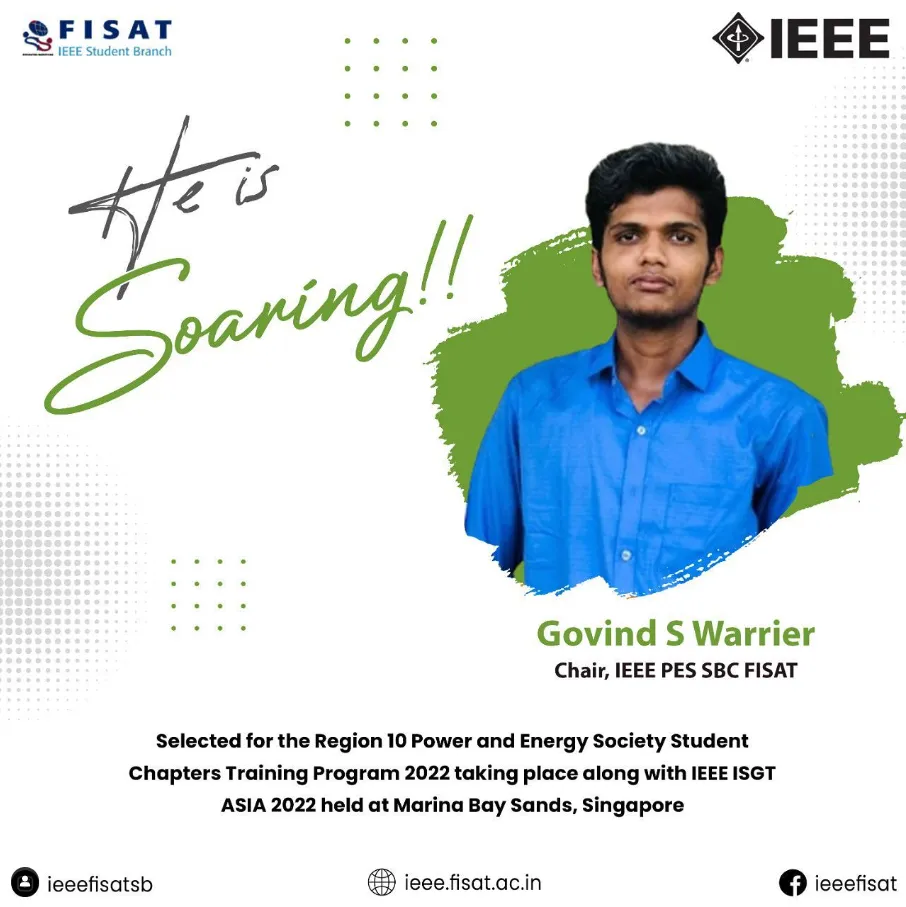 FISAT
IEEE Student Branch
IEEE
He is
Soaring!!
Govind S Warrier
Chair, IEEE PES SBC FISAT
Selected for the Region 10 Power and Energy Society Student
Chapters Training Program 2022 taking place along with IEEE ISGT
ASIA 2022 held at Marina Bay Sands, Singapore
ieeefisatsb
ieee.fisat.ac.in
ieeefisat